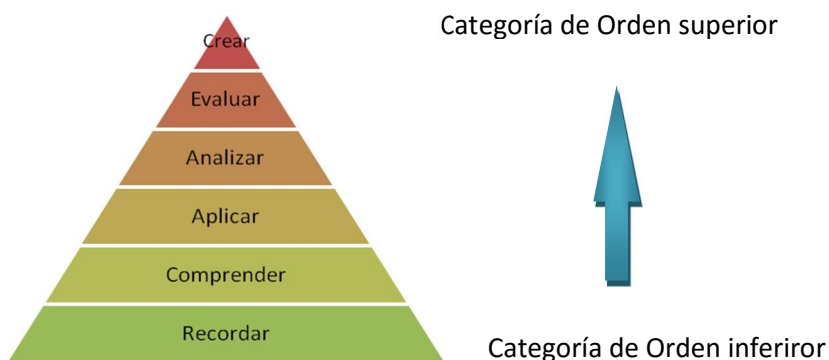 Categoría de Orden superior
Crear
Evaluar
Analizar
Aplicar
Comprender
Recordar
Categoría de Orden inferiror